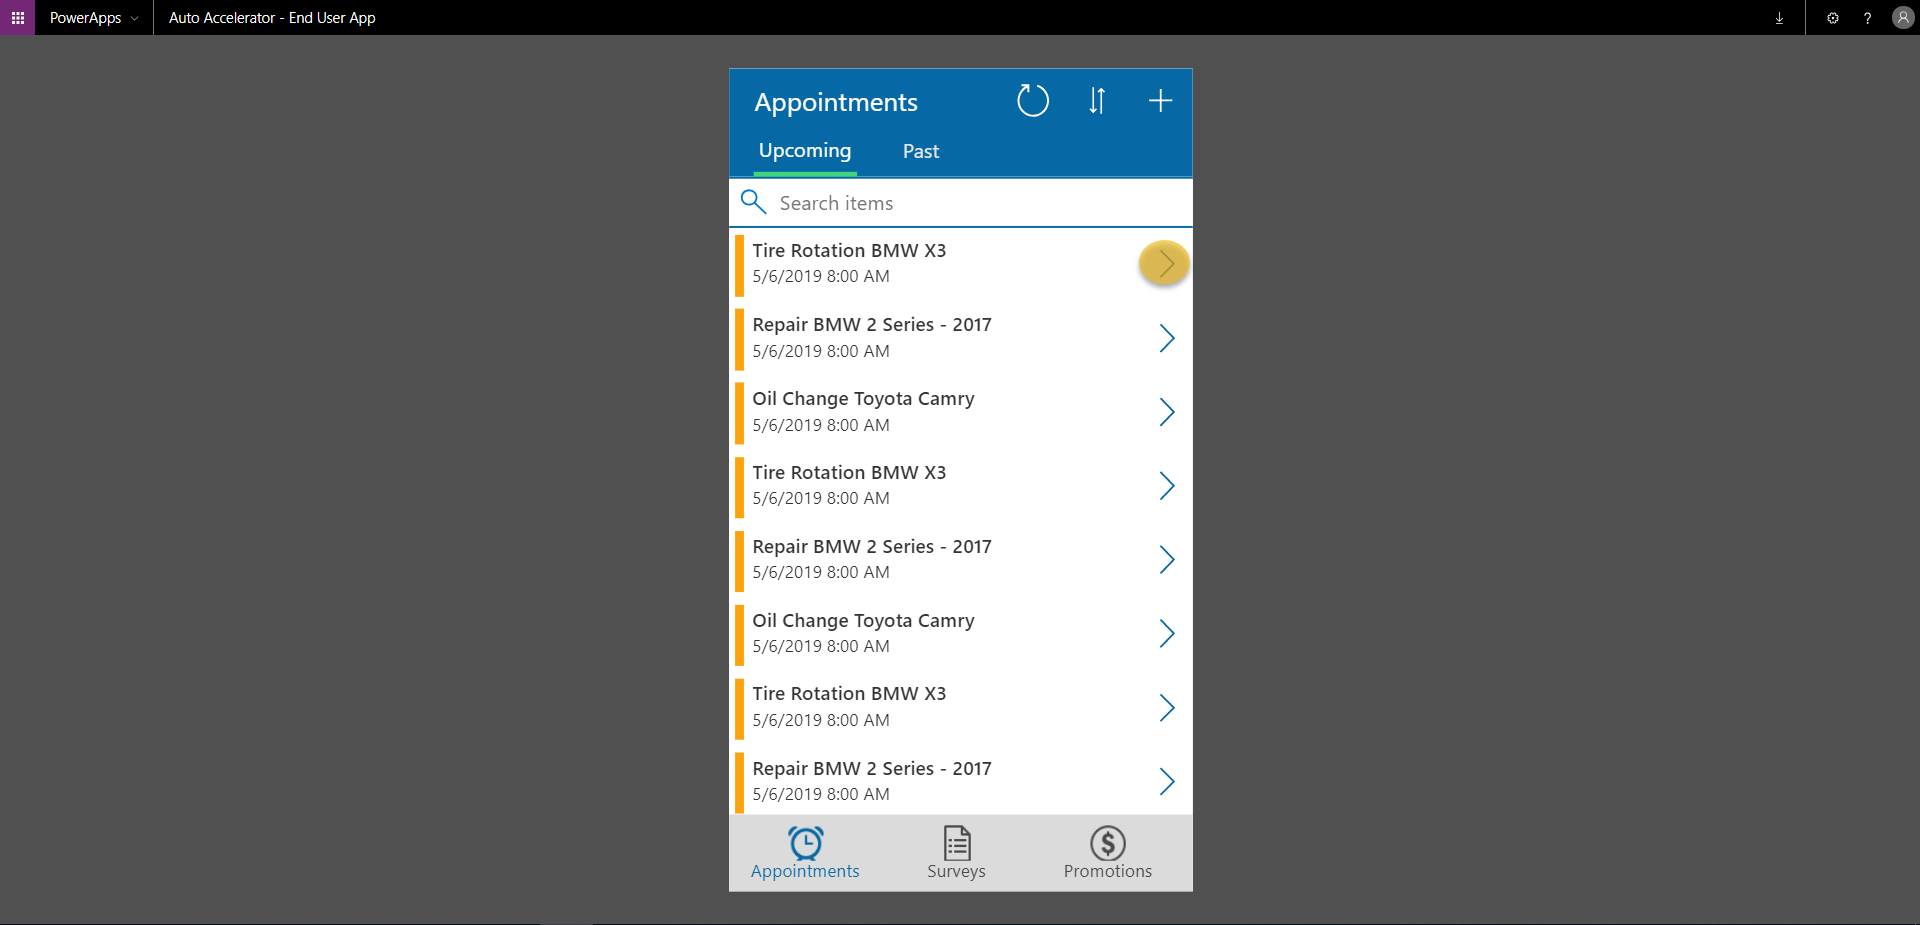 PowerApps
Auto Accelerator - End User App
?
Appointments
Upcoming
Past
Search items
Tire Rotation BMW X3
5/6/2019 8:00 AM
Repair BMW 2 Series - 2017
5/6/2019 8:00 AM
Oil Change Toyota Camry
5/6/2019 8:00 AM
Tire Rotation BMW X3
5/6/2019 8:00 AM
Repair BMW 2 Series - 2017
5/6/2019 8:00 AM
Oil Change Toyota Camry
5/6/2019 8:00 AM
Tire Rotation BMW X3
5/6/2019 8:00 AM
Repair BMW 2 Series - 2017
5/6/2019 8:00 AM
Appointments
Surveys
Promotions